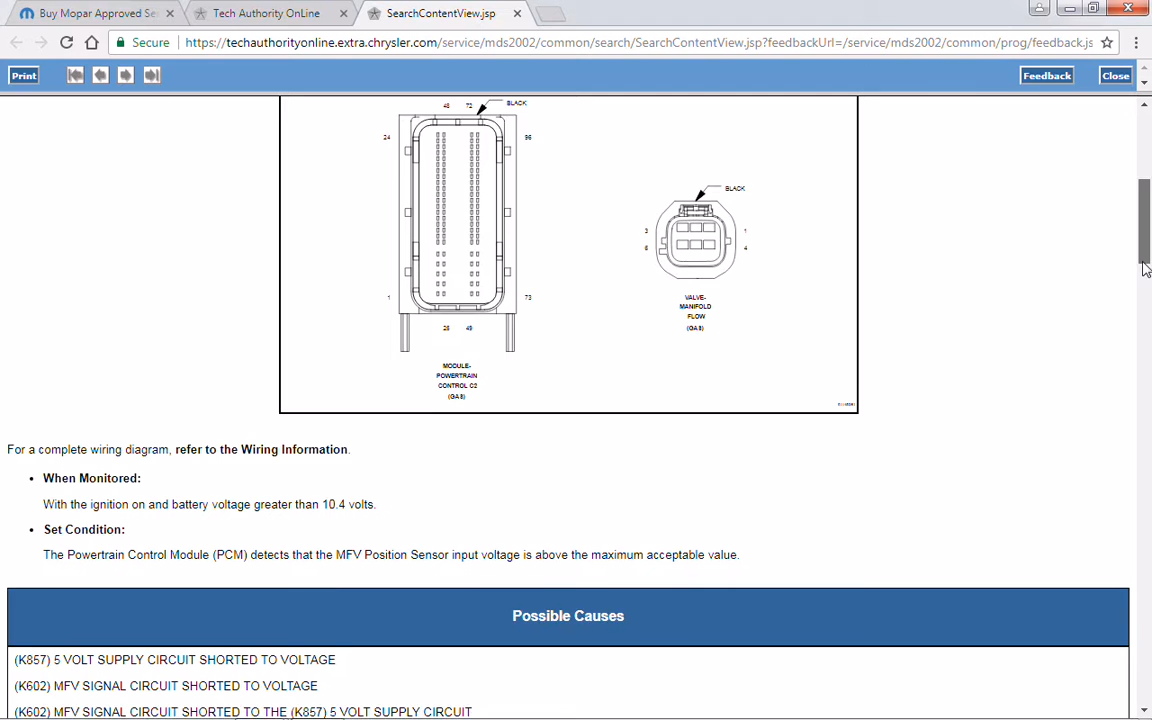 Buy Mopar Approved Se
Tech Authority OnLine
SearchContentView.jsp
Secure
https://techauthorityonline.extra.chrysler.com/service/mds2002/common/search/SearchContentView.jsp?feedbackUrl=/service/mds2002/common/prog/feedback.js
Print
Feedback
Close
48 72 BLACK
24 96
BLACK
3 1
6 4
1 73
VALVE-
MANIFOLD
FLOW
(GAS)
25 49
MODULE-
POWERTRAIN
CONTROL C2
(GAS)
For a complete wiring diagram, refer to the Wiring Information.
• When Monitored:
With the ignition on and battery voltage greater than 10.4 volts.
• Set Condition:
The Powertrain Control Module (PCM) detects that the MFV Position Sensor input voltage is above the maximum acceptable value.
Possible Causes
(K857) 5 VOLT SUPPLY CIRCUIT SHORTED TO VOLTAGE
(K602) MFV SIGNAL CIRCUIT SHORTED TO VOLTAGE
(K602) MFV SIGNAL CIRCUIT SHORTED TO THE (K857) 5 VOLT SUPPLY CIRCUIT